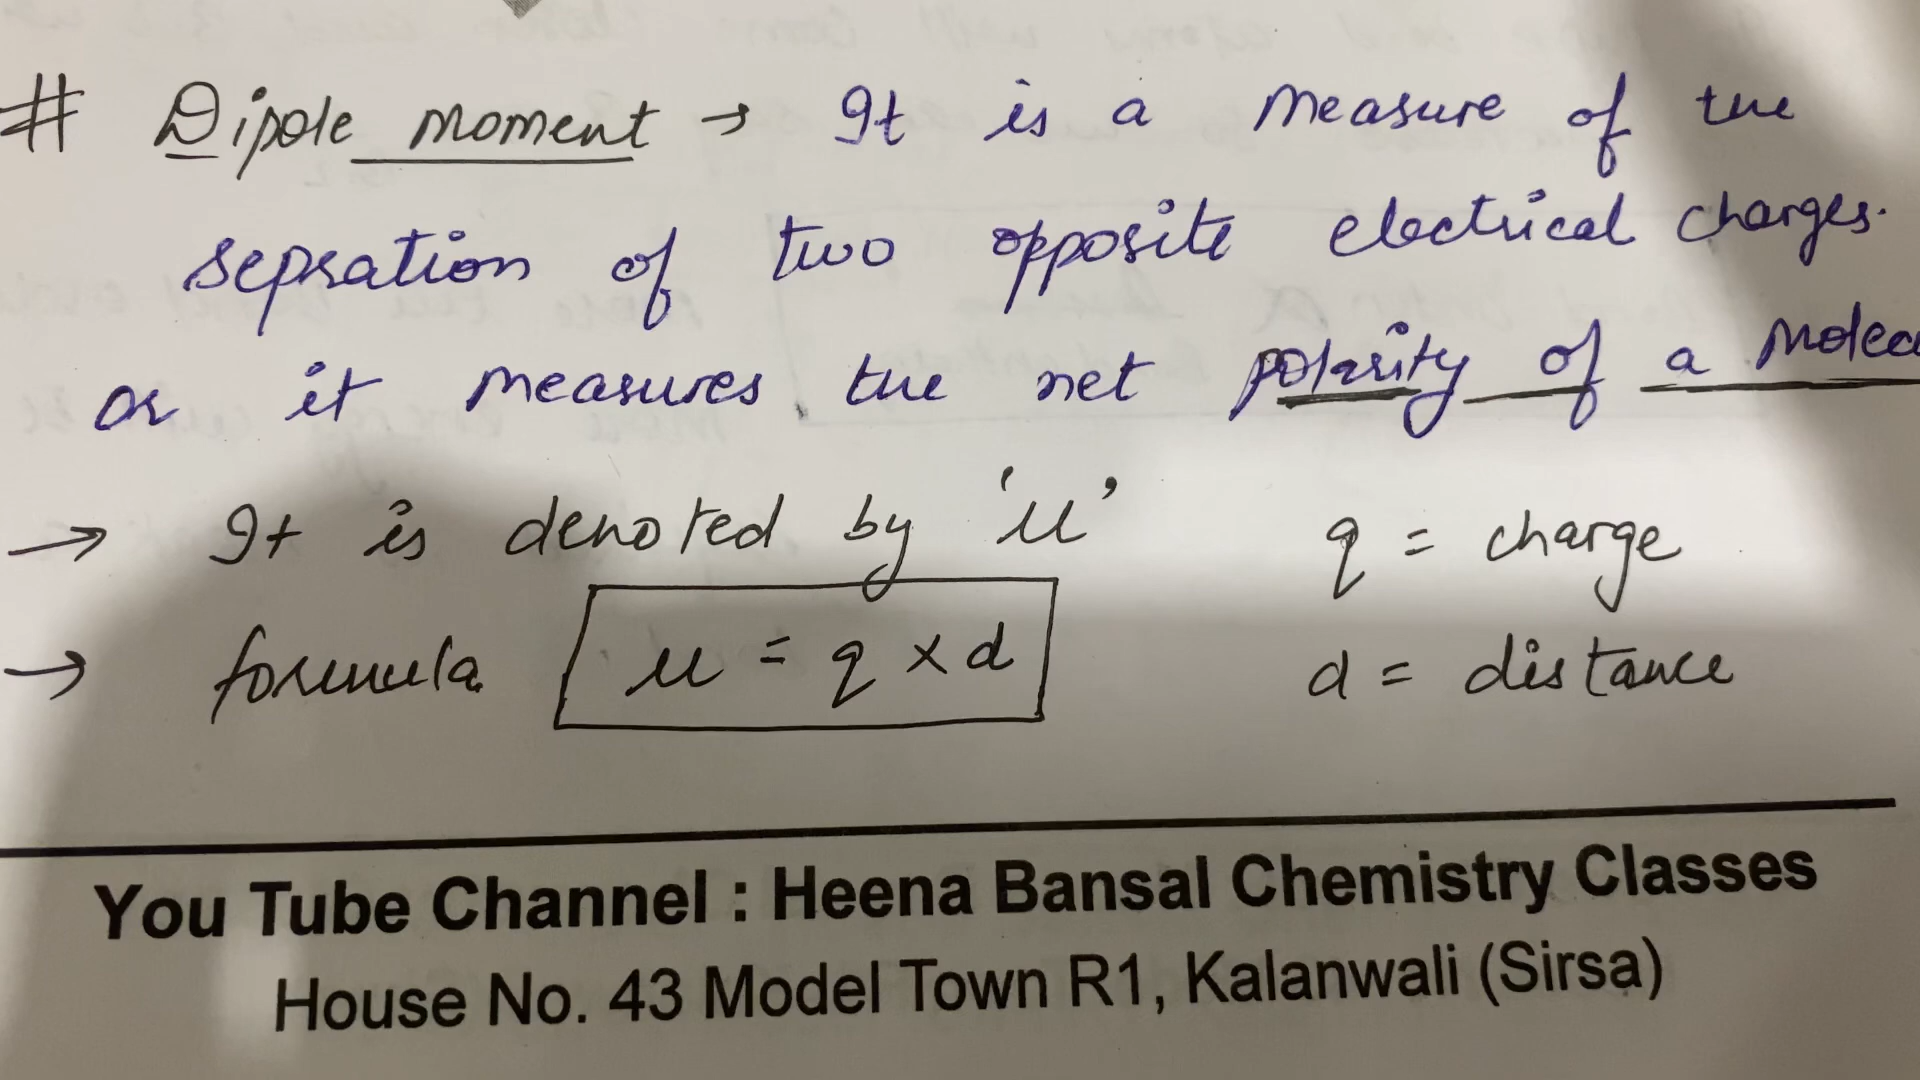 # Dipole moment → It is a measure of the
sepration of two opposite electrical charges.
or it measures the net polarity of a Molec
→ It is denoted by 'μ' q = charge
→ formula μ = q × d d = distance
You Tube Channel : Heena Bansal Chemistry Classes
House No. 43 Model Town R1, Kalanwali (Sirsa)